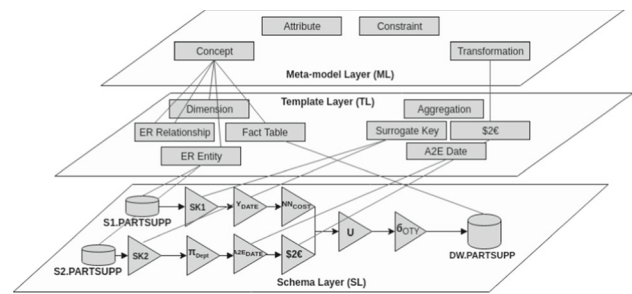 Attribute
Constraint
Concept
Transformation
Meta-model Layer (ML)
Template Layer (TL)
Dimension
Aggregation
ER Relationship
Fact Table
Surrogate Key
$2€
ER Entity
A2E Date
SK1
γDATE
NNCOST
S1.PARTSUPP
U
σQTY
DW.PARTSUPP
SK2
πDept
A2EDATE
$2€
S2.PARTSUPP
Schema Layer (SL)